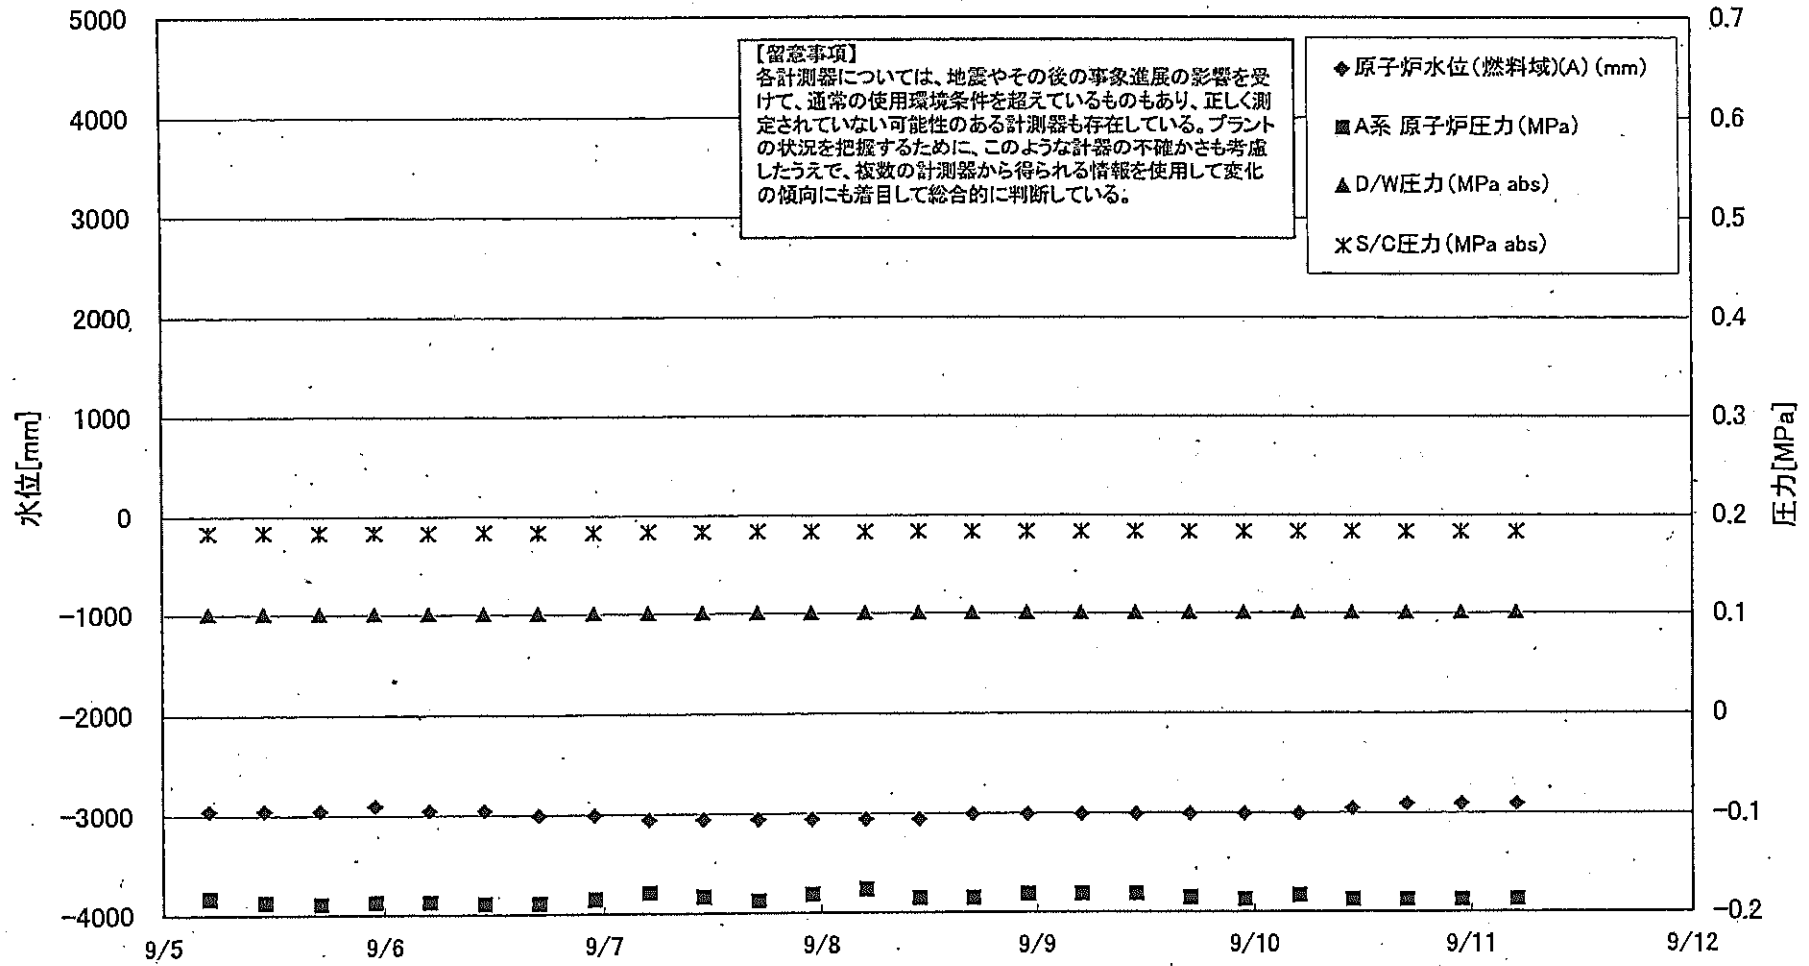 【留意事項】
各計測器については、地震やその後の事象進展の影響を受
けて、通常の使用環境条件を超えているものもあり、正しく測
定されていない可能性のある計測器も存在している。プラント
の状況を把握するために、このような計器の不確かさも考慮
したうえで、複数の計測器から得られる情報を使用して変化
の傾向にも着目して総合的に判断している。
◆原子炉水位(燃料域)(A) (mm)
■A系 原子炉圧力(MPa)
▲D/W圧力(MPa abs)
S/C圧力(MPa abs)
水位[mm]
5000
4000
3000
2000
1000
0
-1000
-2000
-3000
-4000
圧力[MPa]
0.7
0.6
0.5
0.4
0.3
0.2
0.1
0
-0.1
-0.2
9/5 9/6 9/7 9/8 9/9 9/10 9/11 9/12